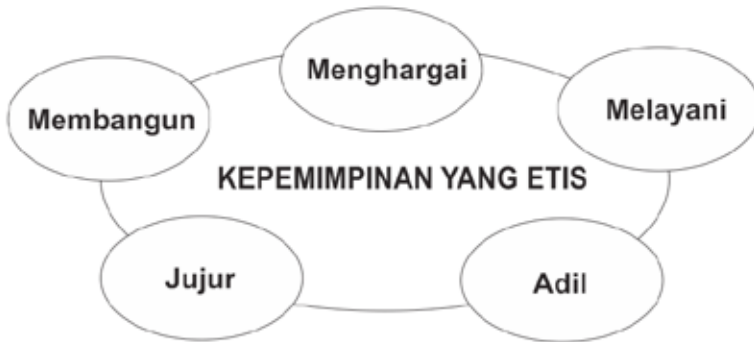 Menghargai
Membangun
Melayani
KEPEMIMPINAN YANG ETIS
Jujur
Adil